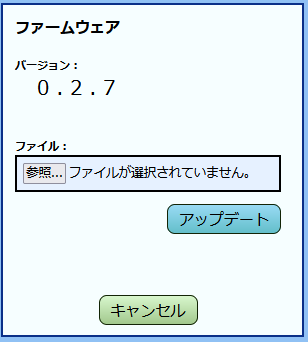 ファームウェア
バージョン：
０．２．７
ファイル：
参照... ファイルが選択されていません。
アップデート
キャンセル